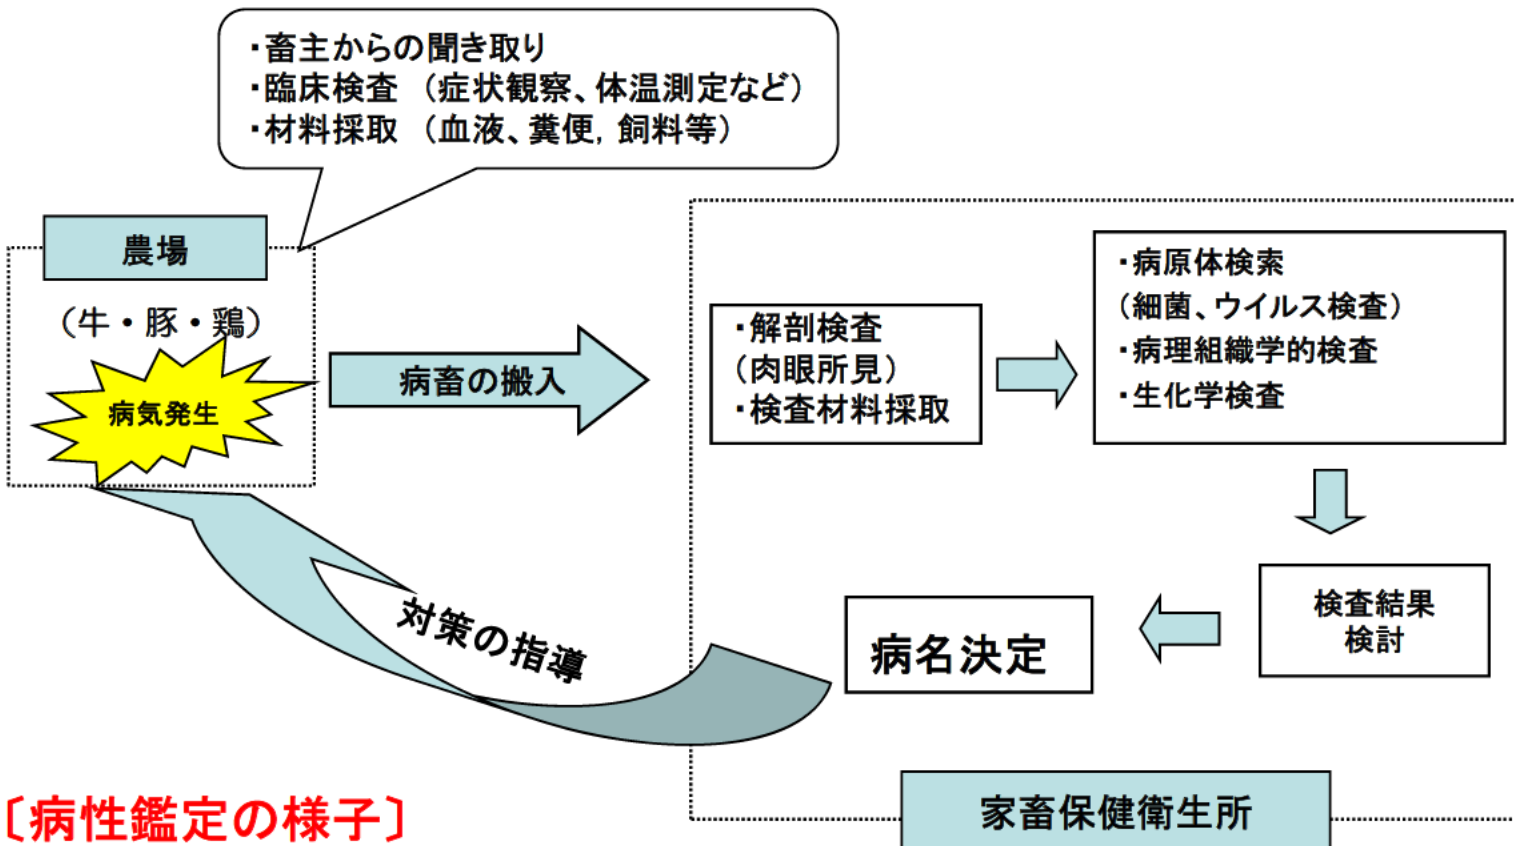 ・畜主からの聞き取り
・臨床検査 （症状観察、体温測定など）
・材料採取 （血液、糞便，飼料等）
農場
（牛・豚・鶏）
病気発生
病畜の搬入
・解剖検査
（肉眼所見）
・検査材料採取
・病原体検索
（細菌、ウイルス検査）
・病理組織学的検査
・生化学検査
検査結果
検討
病名決定
対策の指導
家畜保健衛生所
〔病性鑑定の様子〕